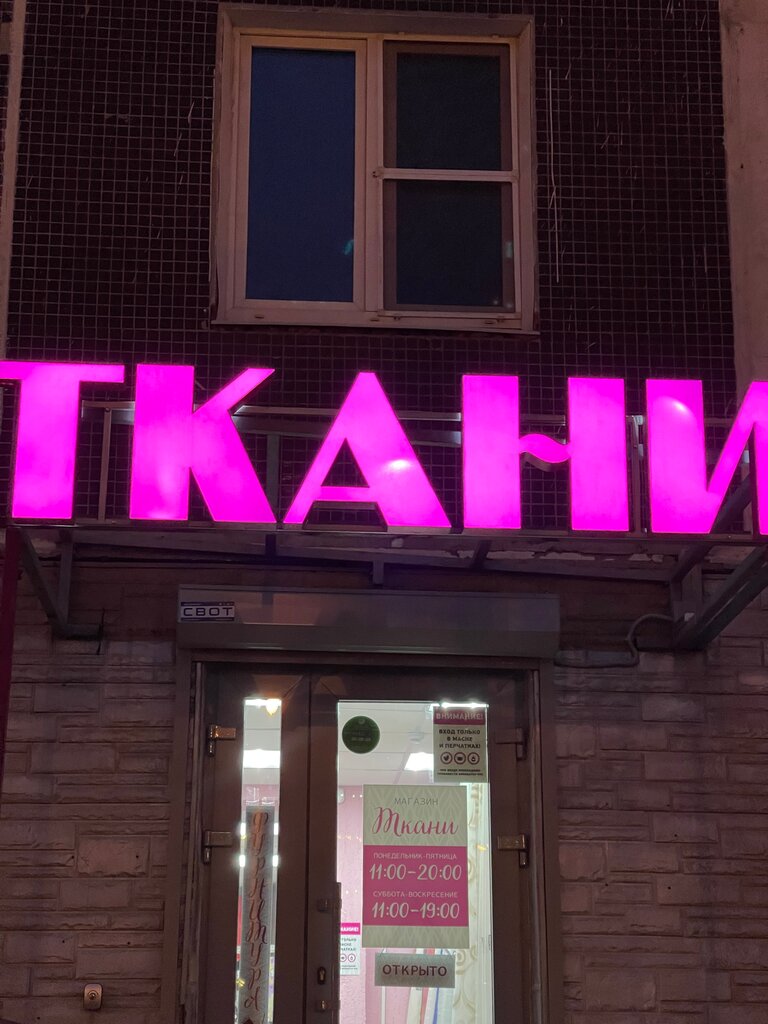 ТКАНИ
СВОТ
ВНИМАНИЕ!
ВХОД ТОЛЬКО
В МАСКЕ
И ПЕРЧАТКАХ!
МАГАЗИН
Ткани
ПОНЕДЕЛЬНИК-ПЯТНИЦА
11:00-20:00
СУББОТА-ВОСКРЕСЕНИЕ
11:00-19:00
ОТКРЫТО
ФУРНИТУРА